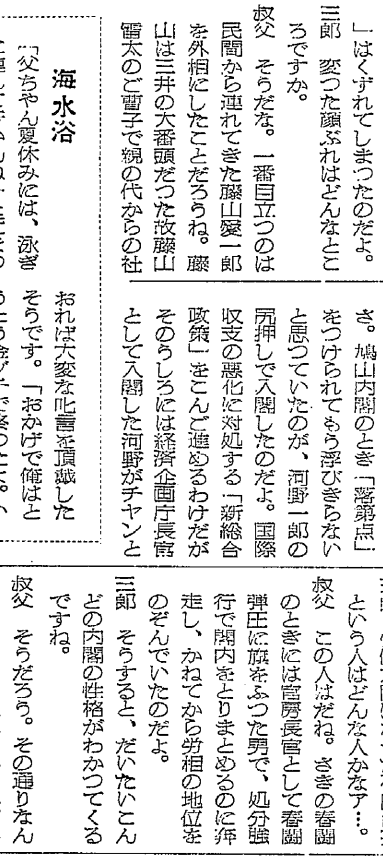 」はくずれてしまつたのだよ。
三郎　変つた顔ぶれはどんなとこ
ろですか。
叔父　そうだな。一番目立つのは
民間から連れてきた藤山愛一郎
を外相にしたことだろうね。藤
山は三井の大番頭だつた故藤山
雷太のご曹子で親の代からの社
海水浴
「父ちゃん夏休みには、泳ぎ
さ。鳩山内閣のとき「落第点」
をつけられてもう浮びきらない
と思つていたのが、河野一郎の
尻押しで入閣したのだよ。国際
収支の悪化に対処する「新総合
政策」をこんご進めるわけだが
そのうしろには経済企画庁長官
として入閣した河野がチヤンと
おれば大変な叱言を頂戴した
そうです。「おかげで俺はと
という人はどんな人かなア…。
叔父　この人はだね。さきの春闘
のときには官房長官として春闘
弾圧に旗をふつた男で、処分強
行で閣内をとりまとめるのに奔
走し、かねてから労相の地位を
のぞんでいたのだよ。
三郎　そうすると、だいたいこん
どの内閣の性格がわかつてくる
ですね。
叔父　そうだろう。その通りなん